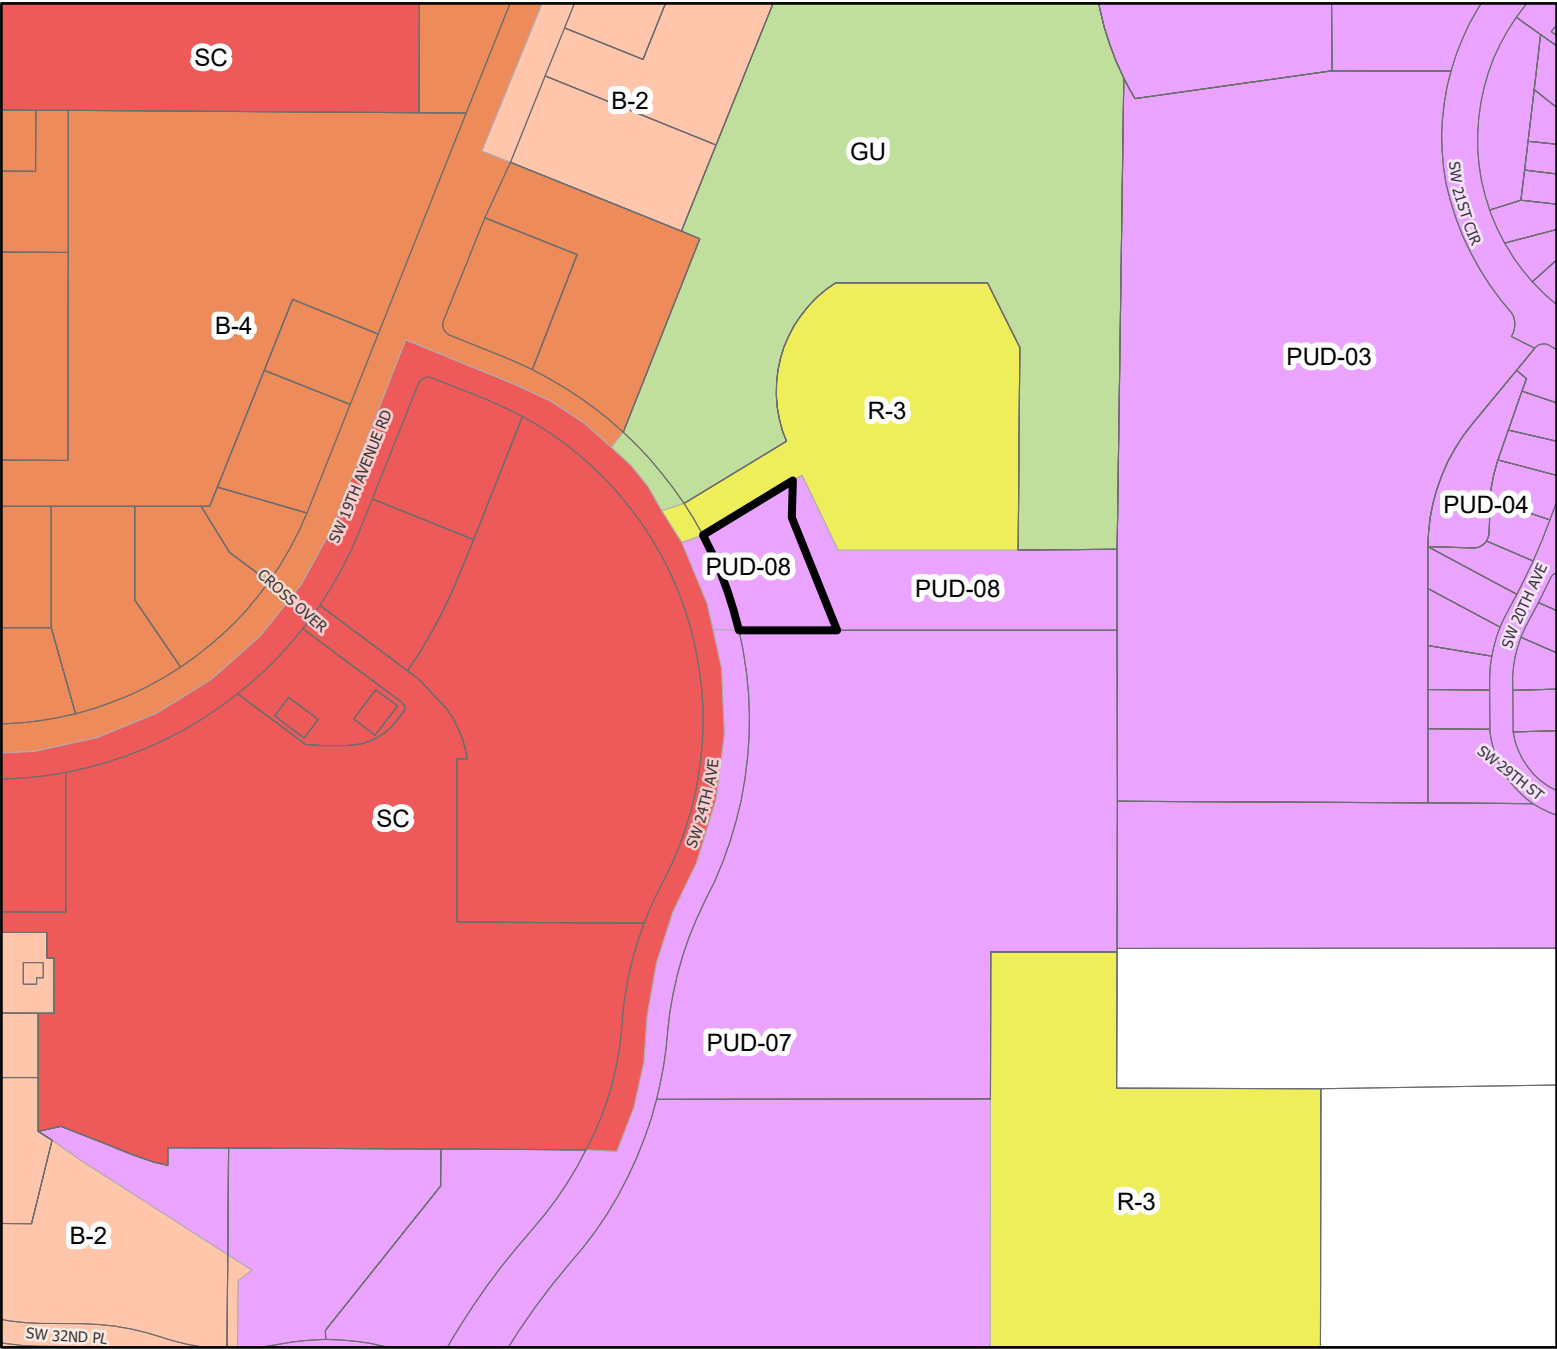 SC
B-2
GU
SW 21ST CIR
B-4
PUD-03
R-3
SW 19TH AVENUE RD
PUD-04
PUD-08
PUD-08
CROSS OVER
SW 20TH AVE
SW 29TH ST
SW 24TH AVE
SC
PUD-07
R-3
B-2
SW 32ND PL